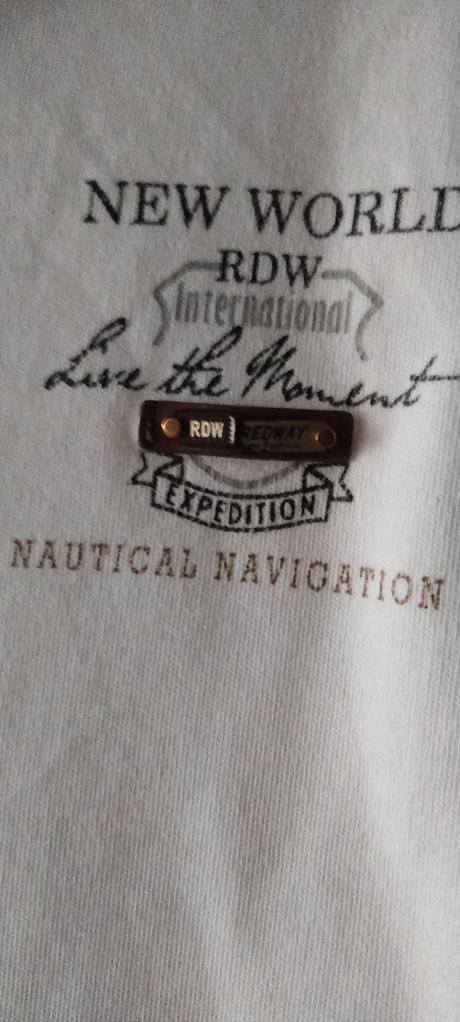 NEW WORLD
RDW
International
Live the Moment
RDW REDWAY
EXPEDITION
NAUTICAL NAVIGATION